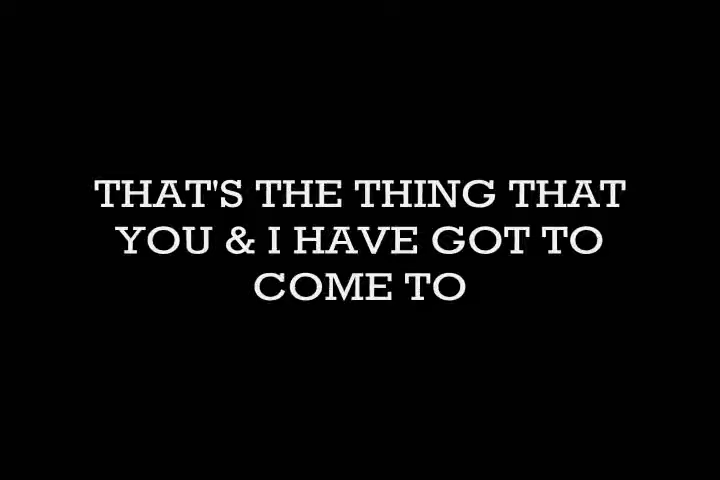 THAT'S THE THING THAT
YOU & I HAVE GOT TO
COME TO